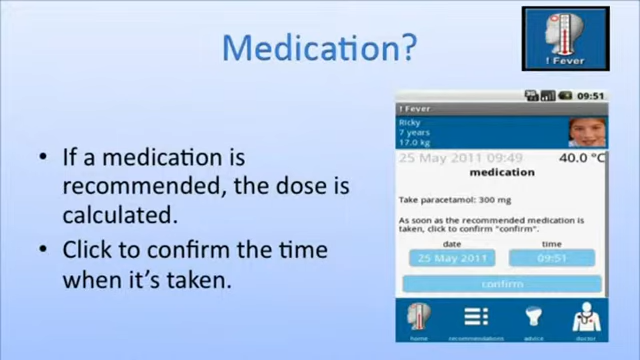 Medication?
! Fever
• If a medication is
recommended, the dose is
calculated.
• Click to confirm the time
when it's taken.
09:51
! Fever
Ricky
7 years
17.0 kg
25 May 2011 09:49 40.0 °C
medication
Take paracetamol: 300 mg
As soon as the recommended medication is
taken, click to confirm "confirm".
date time
25 May 2011 09:51
confirm
home recommendations advice doctor